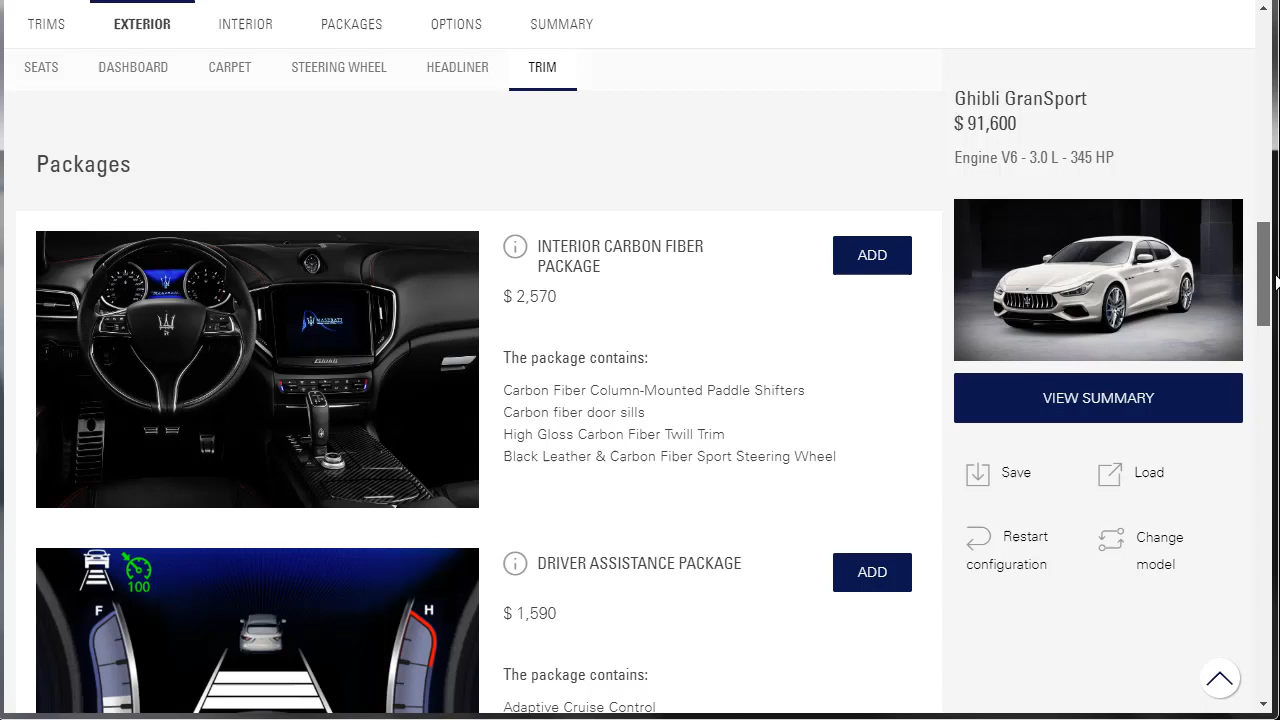 TRIMS EXTERIOR INTERIOR PACKAGES OPTIONS SUMMARY
SEATS DASHBOARD CARPET STEERING WHEEL HEADLINER TRIM
Ghibli GranSport
$ 91,600
Engine V6 - 3.0 L - 345 HP
Packages
INTERIOR CARBON FIBER
PACKAGE
ADD
$ 2,570
The package contains:
Carbon Fiber Column-Mounted Paddle Shifters
Carbon fiber door sills
High Gloss Carbon Fiber Twill Trim
Black Leather & Carbon Fiber Sport Steering Wheel
VIEW SUMMARY
Save
Load
Restart
configuration
Change
model
100
F
H
DRIVER ASSISTANCE PACKAGE
ADD
$ 1,590
The package contains:
Adaptive Cruise Control